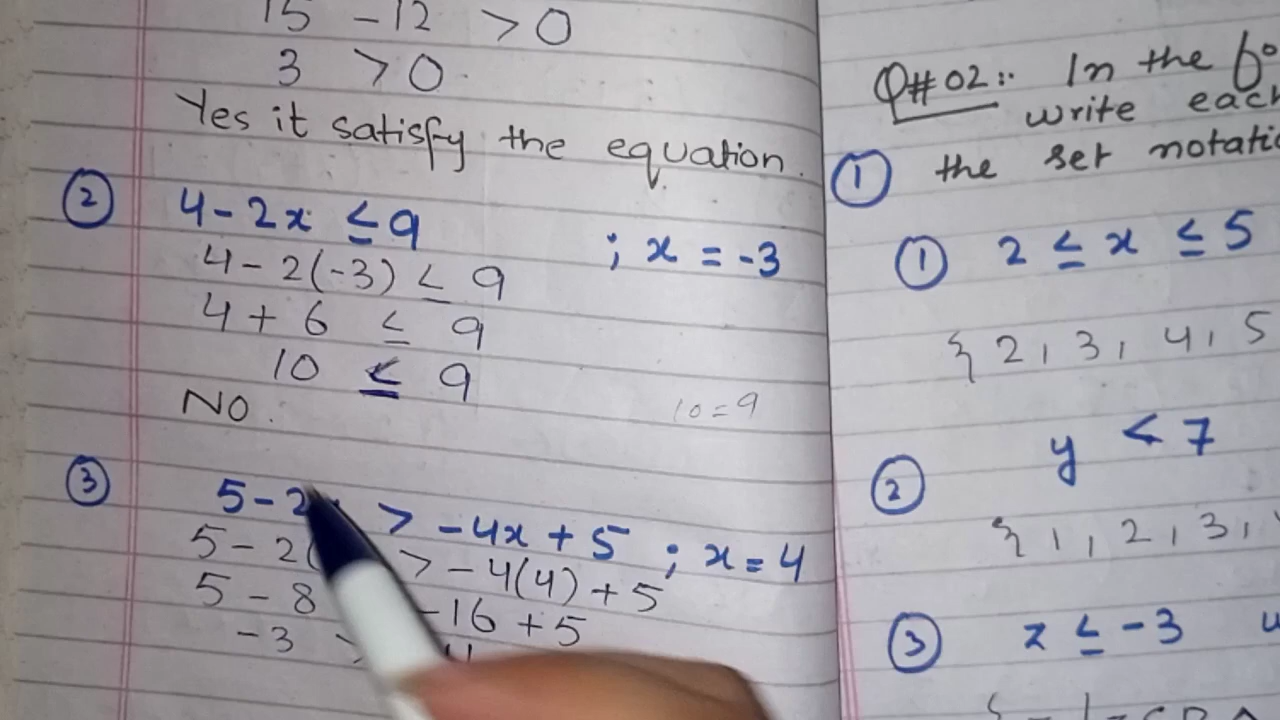 15 - 12 > 0
3 > 0
Yes it satisfy the equation.
② 4 - 2x ≤ 9 ; x = -3
4 - 2(-3) ≤ 9
4 + 6 ≤ 9
10 ≤ 9
NO.
10 = 9
③ 5 - 2 > -4x + 5 ; x = 4
5 - 2( > -4(4) + 5
5 - 8 -16 + 5
-3 >
Q#02:- In the
write
① the set
① 2 ≤ x ≤ 5
{ 2, 3, 4, 5
② y < 7
{ 1, 2, 3,
③ z ≤ -3